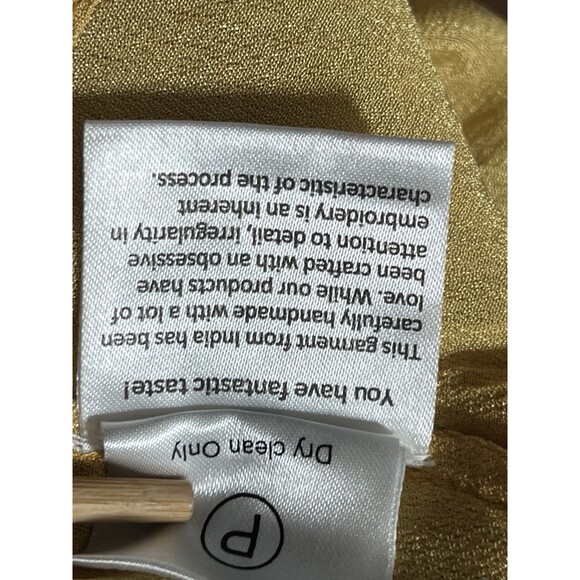 You have fantastic taste!
This garment from India has been
carefully handmade with a lot of
love. While our products have
been crafted with an obsessive
attention to detail, irregularity in
embroidery is an inherent
characteristic of the process.
P
Dry clean Only